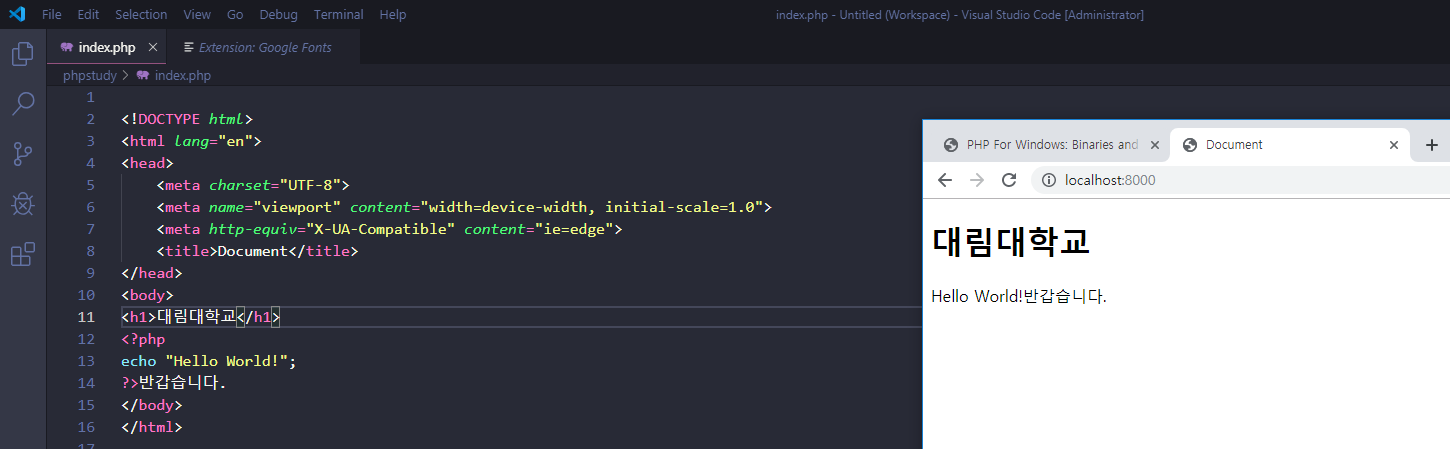 File Edit Selection View Go Debug Terminal Help index.php - Untitled (Workspace) - Visual Studio Code [Administrator]
index.php Extension: Google Fonts
phpstudy > index.php
1
2 <!DOCTYPE html>
3 <html lang="en">
4 <head>
5 <meta charset="UTF-8">
6 <meta name="viewport" content="width=device-width, initial-scale=1.0">
7 <meta http-equiv="X-UA-Compatible" content="ie=edge">
8 <title>Document</title>
9 </head>
10 <body>
11 <h1>대림대학교</h1>
12 <?php
13 echo "Hello World!";
14 ?>반갑습니다.
15 </body>
16 </html>
17
PHP For Windows: Binaries and Document
localhost:8000
대림대학교
Hello World!반갑습니다.